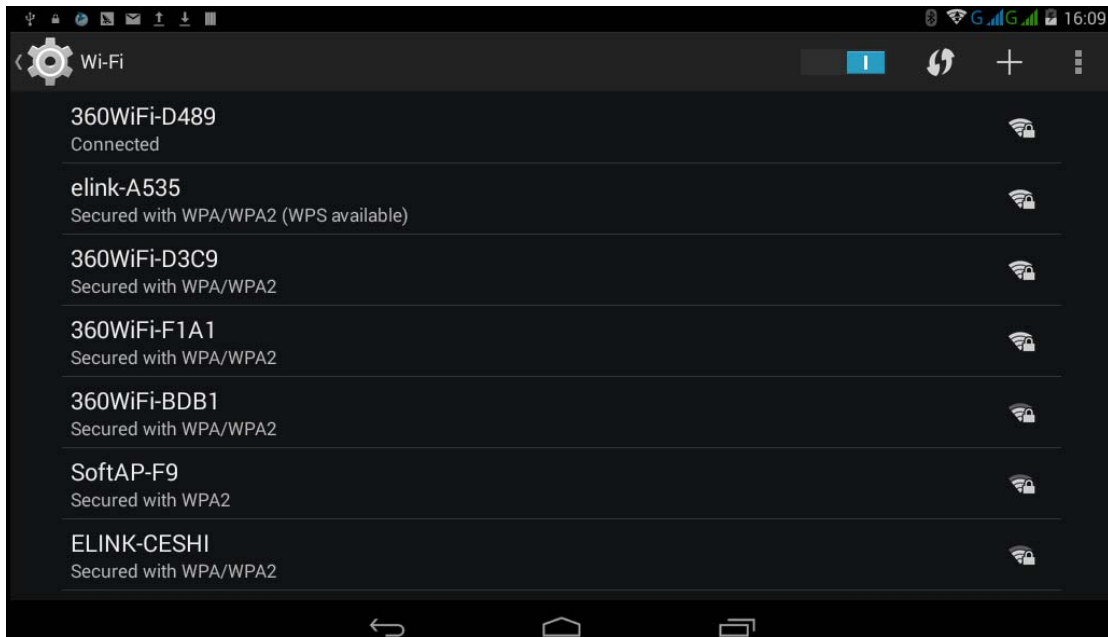 G G 16:09
Wi-Fi
360WiFi-D489
Connected
elink-A535
Secured with WPA/WPA2 (WPS available)
360WiFi-D3C9
Secured with WPA/WPA2
360WiFi-F1A1
Secured with WPA/WPA2
360WiFi-BDB1
Secured with WPA/WPA2
SoftAP-F9
Secured with WPA2
ELINK-CESHI
Secured with WPA/WPA2